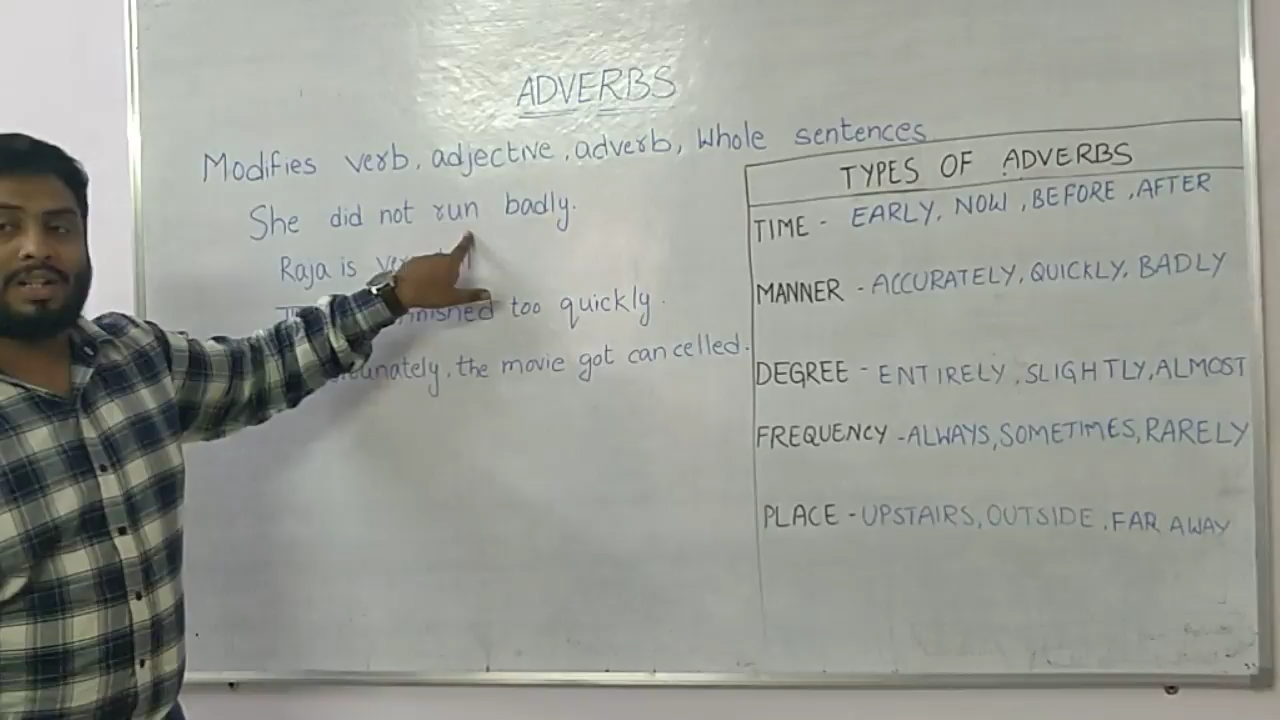 ADVERBS
Modifies verb, adjective, adverb, Whole sentences
She did not run badly.
Raja is
too quickly.
the movie got cancelled.
TYPES OF ADVERBS
TIME - EARLY, NOW, BEFORE, AFTER
MANNER - ACCURATELY, QUICKLY, BADLY
DEGREE - ENTIRELY, SLIGHTLY, ALMOST
FREQUENCY - ALWAYS, SOMETIMES, RARELY
PLACE - UPSTAIRS, OUTSIDE, FAR AWAY